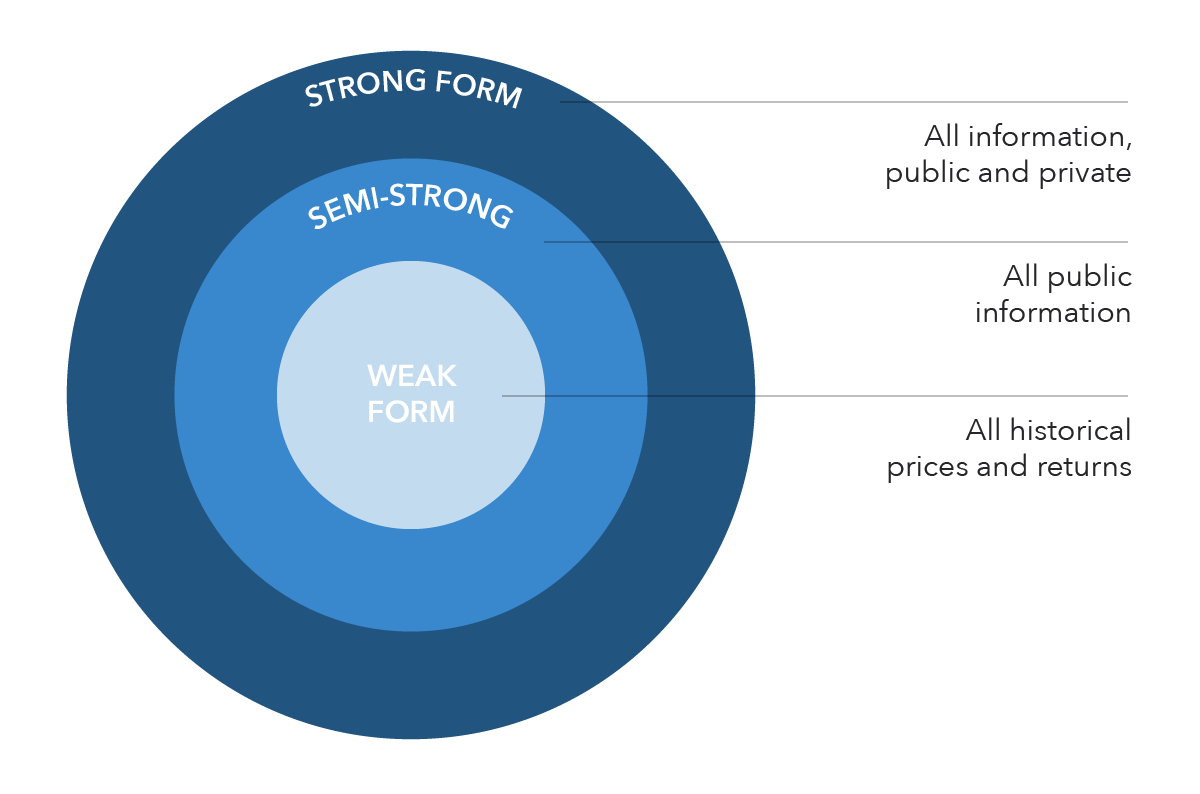 STRONG FORM
All information,
public and private
SEMI-STRONG
All public
information
WEAK
FORM
All historical
prices and returns